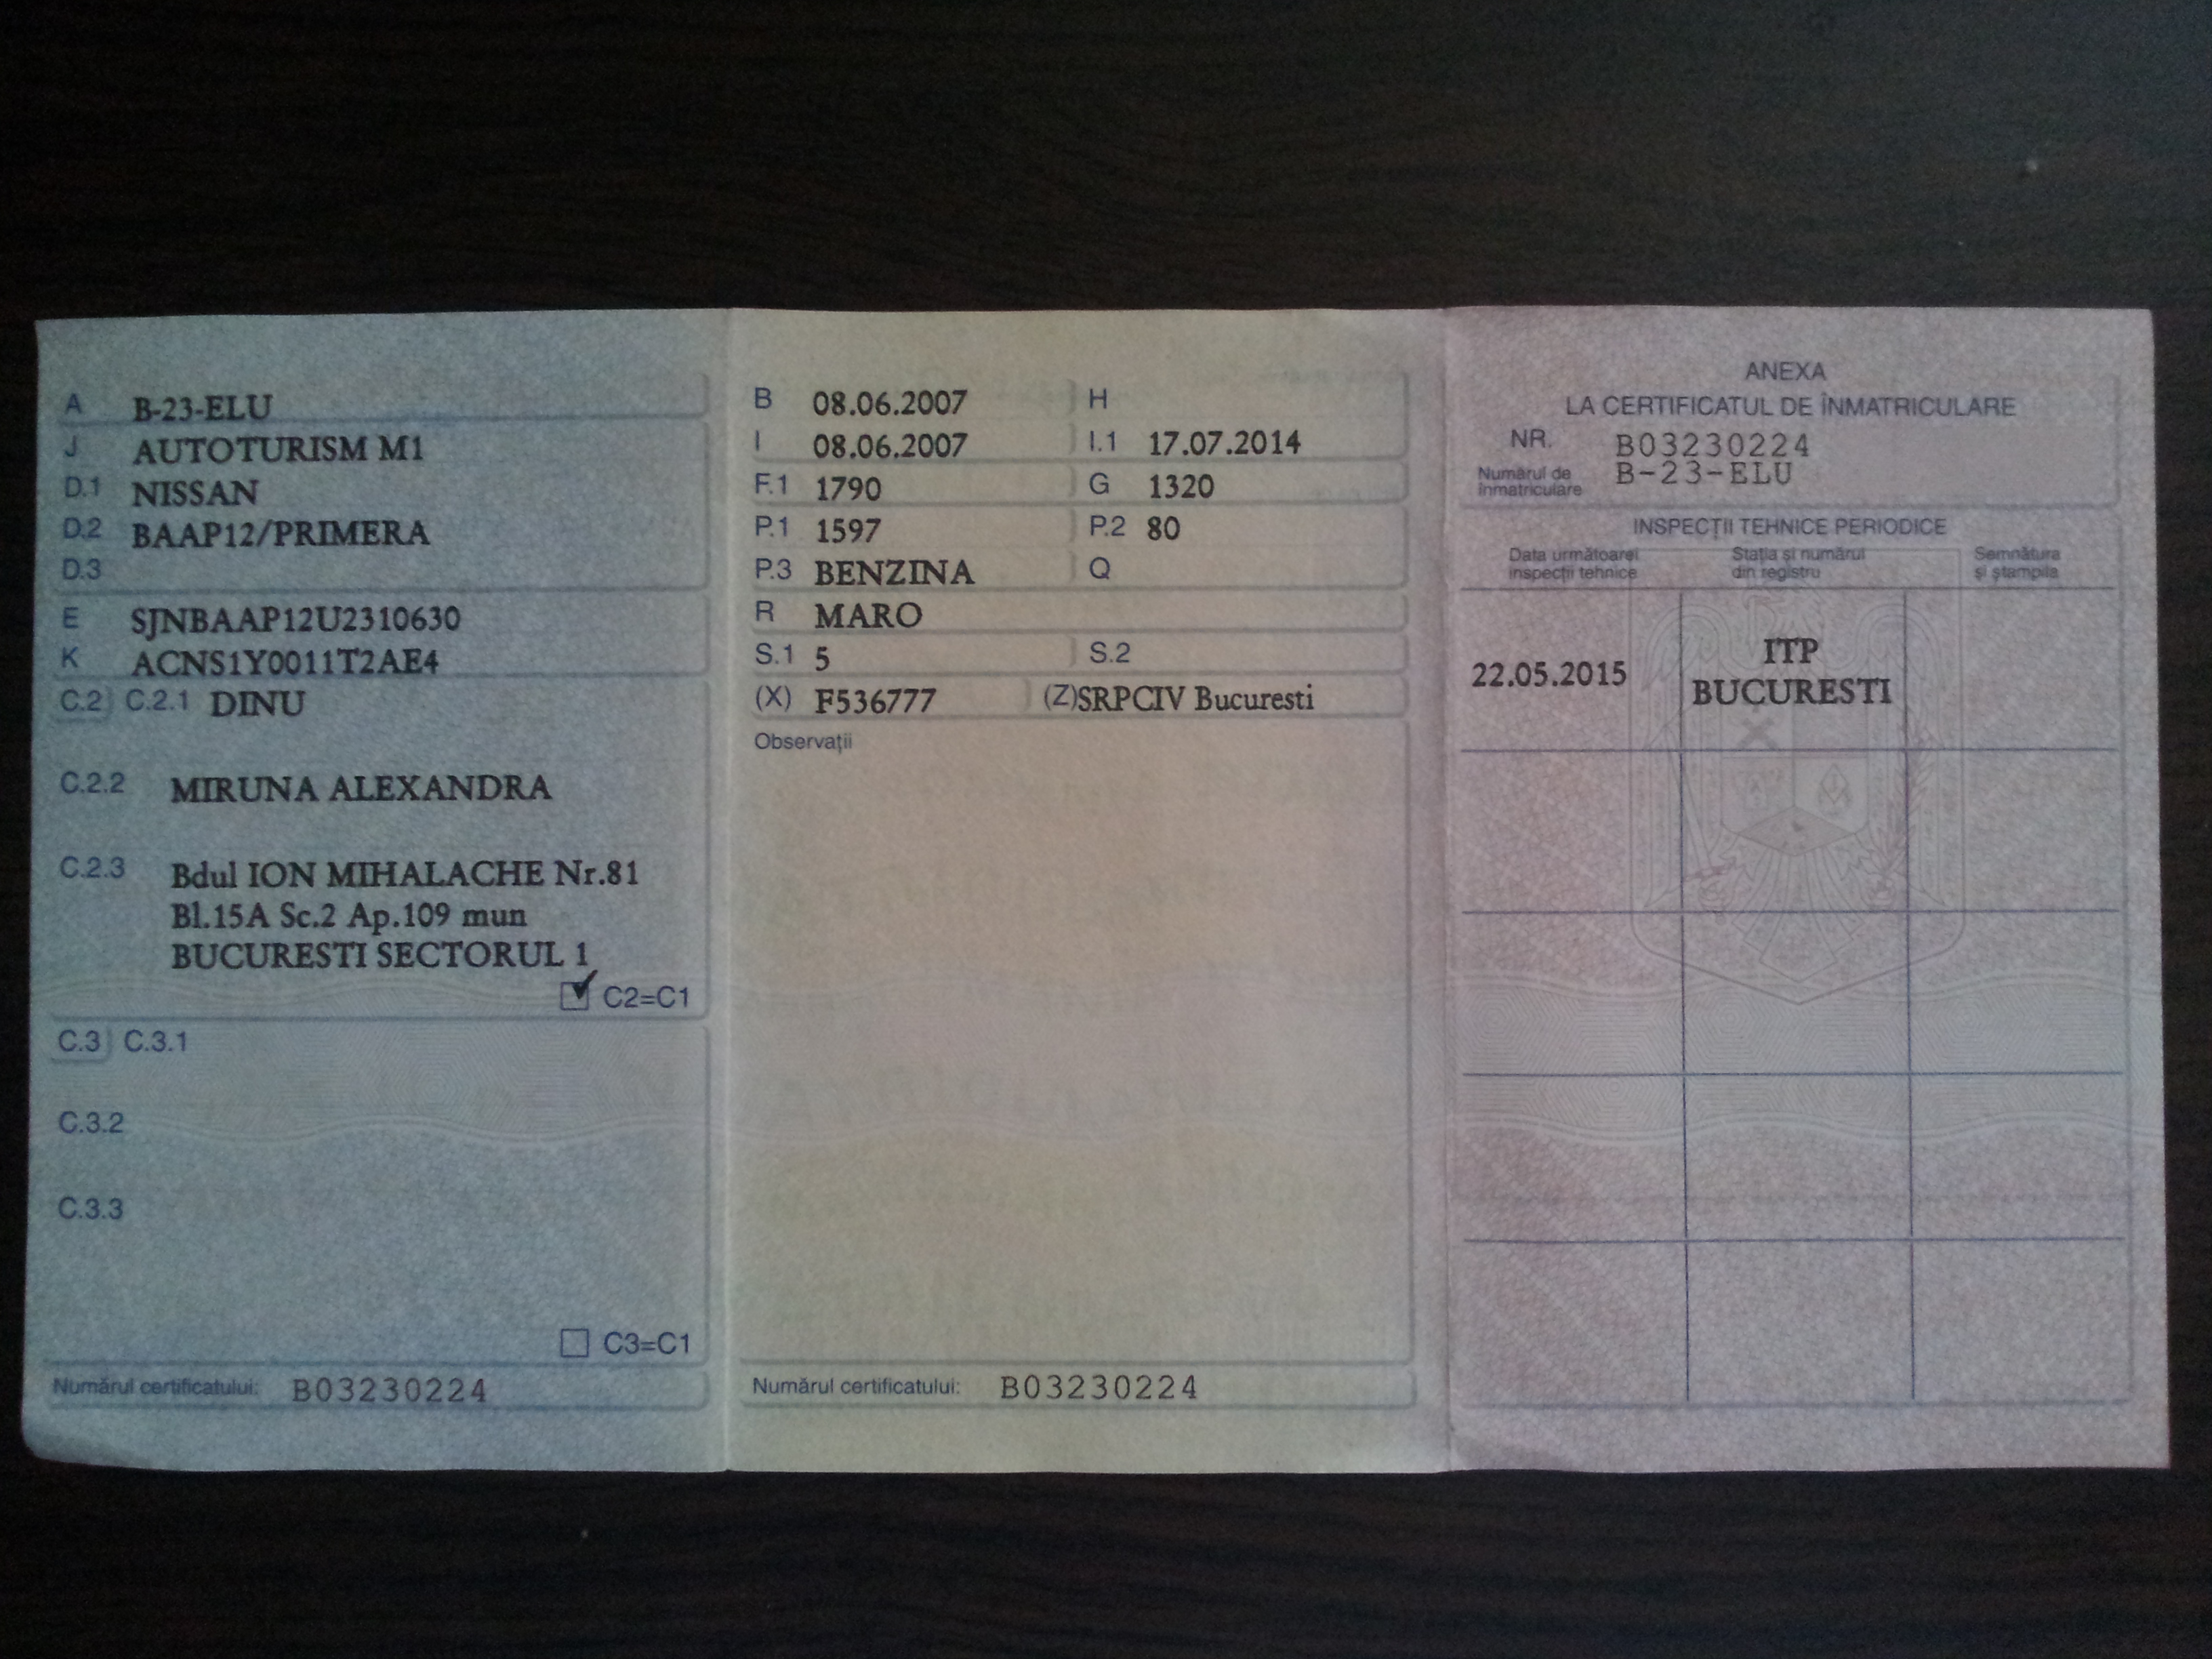 A B-23-ELU
J AUTOTURISM M1
D.1 NISSAN
D.2 BAAP12/PRIMERA
D.3
E SJNBAAP12U2310630
K ACNS1Y0011T2AE4
C.2 C.2.1 DINU
C.2.2 MIRUNA ALEXANDRA
C.2.3 Bdul ION MIHALACHE Nr.81
Bl.15A Sc.2 Ap.109 mun
BUCURESTI SECTORUL 1
C2=C1
C.3 C.3.1
C.3.2
C.3.3
C3=C1
Numărul certificatului: B03230224
B 08.06.2007 H
I 08.06.2007 I.1 17.07.2014
F.1 1790 G 1320
P.1 1597 P.2 80
P.3 BENZINA Q
R MARO
S.1 5 S.2
(X) F536777 (Z)SRPCIV Bucuresti
Observații
Numărul certificatului: B03230224
ANEXA
LA CERTIFICATUL DE ÎNMATRICULARE
NR. B03230224
Numărul de
înmatriculare B-23-ELU
INSPECȚII TEHNICE PERIODICE
Data următoarei Stația și numărul Semnătura
inspecții tehnice din registru și ștampila
22.05.2015 ITP
BUCURESTI